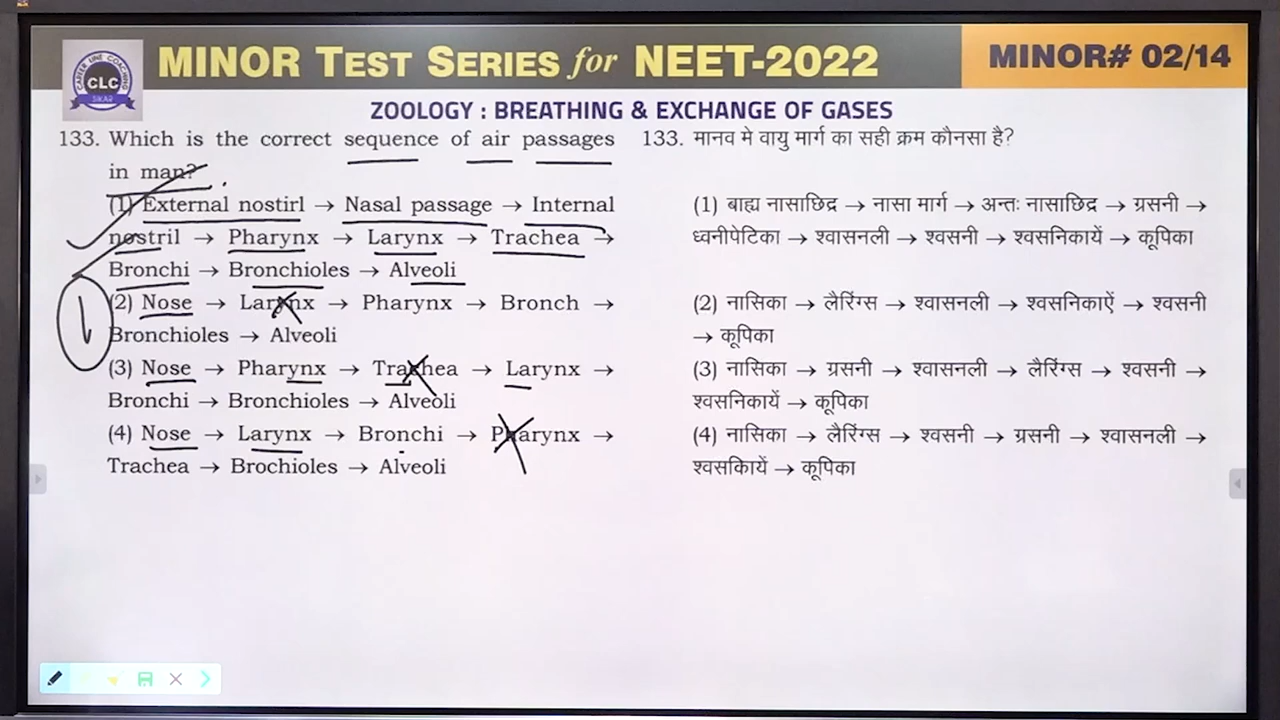 MINOR TEST SERIES for NEET-2022
MINOR# 02/14
CAREER LINE COACHING
CLC
SIKAR
ZOOLOGY : BREATHING & EXCHANGE OF GASES
133. Which is the correct sequence of air passages
in man?
(1) External nostirl → Nasal passage → Internal
nostril → Pharynx → Larynx → Trachea →
Bronchi → Bronchioles → Alveoli
(2) Nose → Larynx → Pharynx → Bronch →
Bronchioles → Alveoli
(3) Nose → Pharynx → Trachea → Larynx →
Bronchi → Bronchioles → Alveoli
(4) Nose → Larynx → Bronchi → Pharynx →
Trachea → Brochioles → Alveoli
133. मानव मे वायु मार्ग का सही क्रम कौनसा है?
(1) बाह्य नासाछिद्र → नासा मार्ग → अन्तः नासाछिद्र → ग्रसनी →
ध्वनीपेटिका → श्वासनली → श्वसनी → श्वसनिकायें → कूपिका
(2) नासिका → लैरिंग्स → श्वासनली → श्वसनिकाऐं → श्वसनी
→ कूपिका
(3) नासिका → ग्रसनी → श्वासनली → लैरिंग्स → श्वसनी →
श्वसनिकायें → कूपिका
(4) नासिका → लैरिंग्स → श्वसनी → ग्रसनी → श्वासनली →
श्वसकिायें → कूपिका